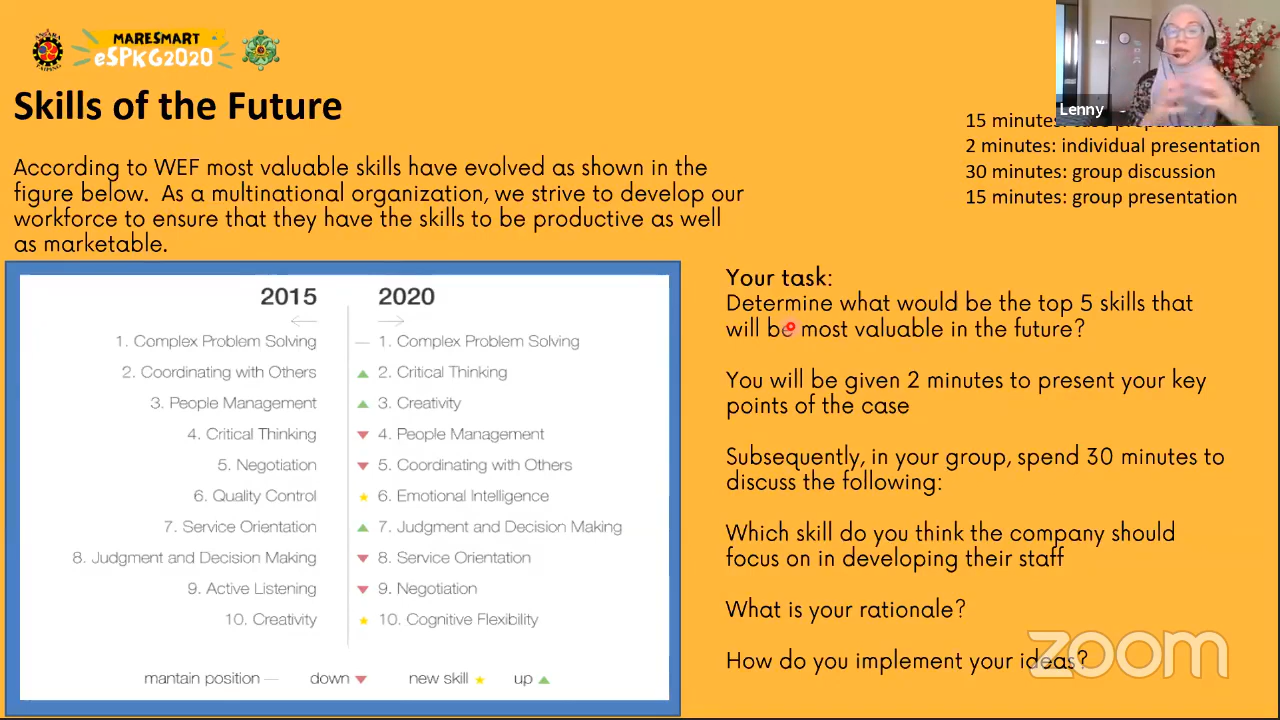 MARESMART
eSPKG2020
Lenny
Skills of the Future
15 minutes: case preparation
2 minutes: individual presentation
30 minutes: group discussion
15 minutes: group presentation
According to WEF most valuable skills have evolved as shown in the
figure below. As a multinational organization, we strive to develop our
workforce to ensure that they have the skills to be productive as well
as marketable.
2015
1. Complex Problem Solving
2. Coordinating with Others
3. People Management
4. Critical Thinking
5. Negotiation
6. Quality Control
7. Service Orientation
8. Judgment and Decision Making
9. Active Listening
10. Creativity
2020
1. Complex Problem Solving
2. Critical Thinking
3. Creativity
4. People Management
5. Coordinating with Others
6. Emotional Intelligence
7. Judgment and Decision Making
8. Service Orientation
9. Negotiation
10. Cognitive Flexibility
mantain position down new skill up
Your task:
Determine what would be the top 5 skills that
will be most valuable in the future?
You will be given 2 minutes to present your key
points of the case
Subsequently, in your group, spend 30 minutes to
discuss the following:
Which skill do you think the company should
focus on in developing their staff
What is your rationale?
How do you implement your ideas?
zoom